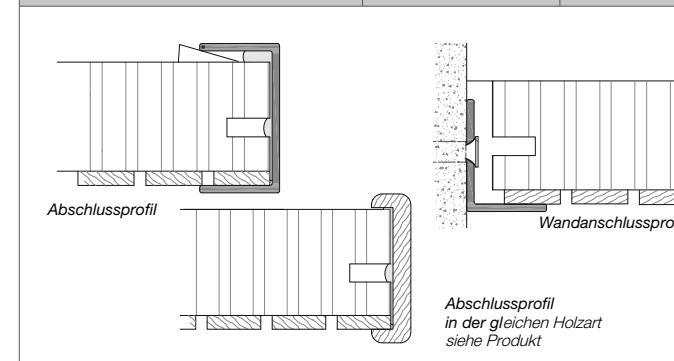 Abschlussprofil
Wandanschlusspro
Abschlussprofil
in der gleichen Holzart
siehe Produkt